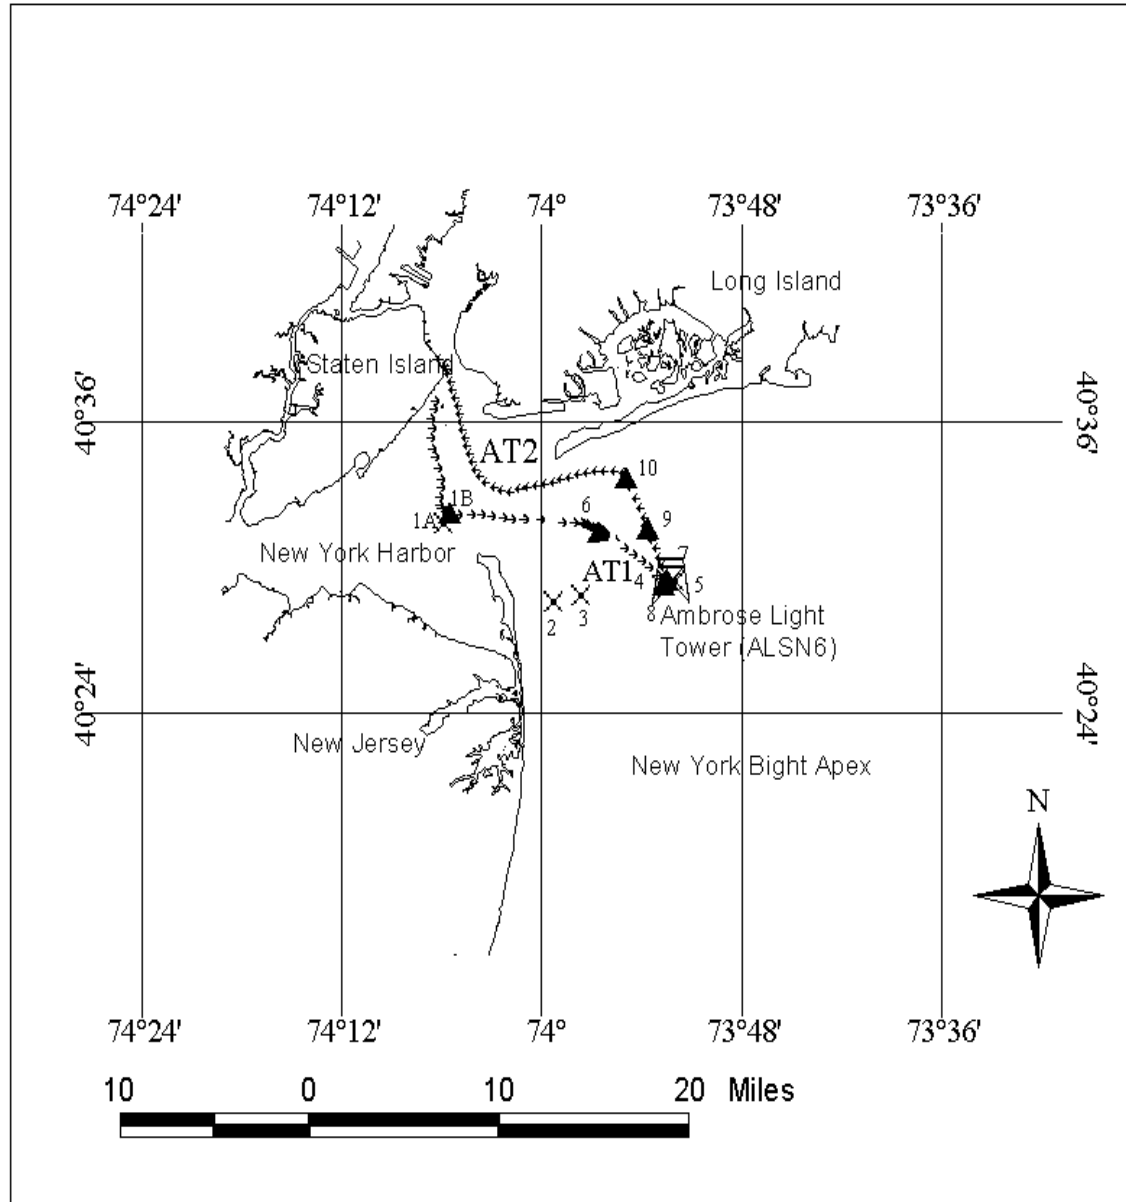 74°24' 74°12' 74° 73°48' 73°36'
Long Island
Staten Island
40°36' 40°36'
AT2
10
1B
6
9
1A
New York Harbor
7
AT1
4
5
2
3
8
Ambrose Light
Tower (ALSN6)
40°24' 40°24'
New Jersey
New York Bight Apex
N
74°24' 74°12' 74° 73°48' 73°36'
10 0 10 20 Miles